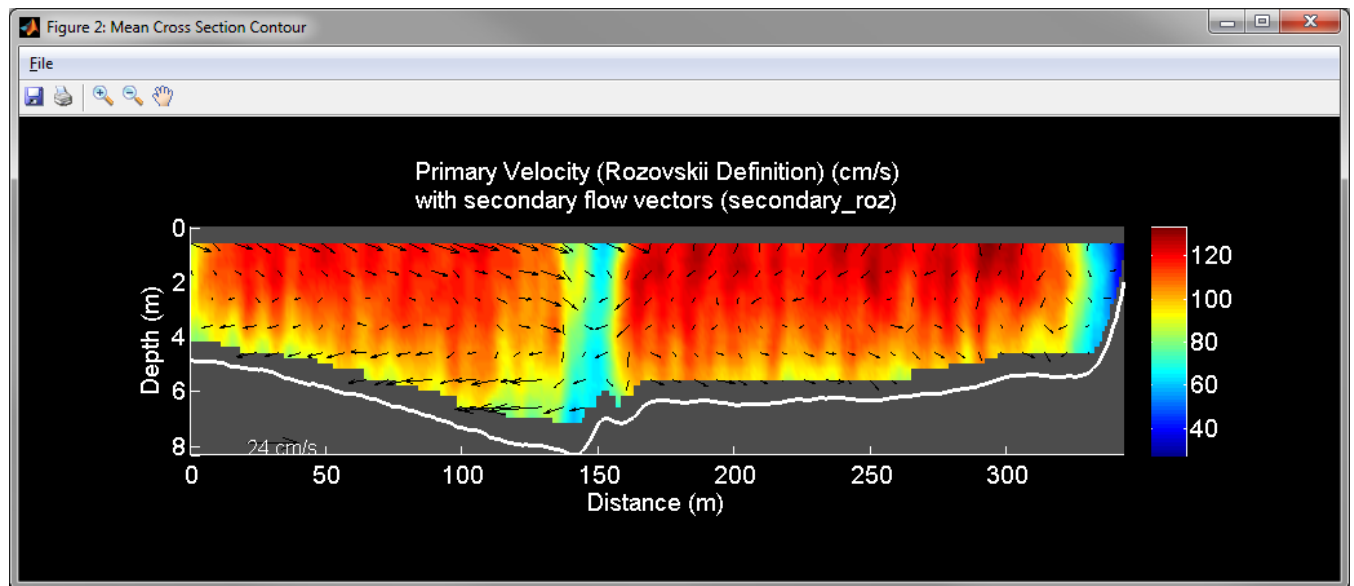 Figure 2: Mean Cross Section Contour
File
Primary Velocity (Rozovskii Definition) (cm/s)
with secondary flow vectors (secondary_roz)
0
2
4
6
8
Depth (m)
24 cm/s
0 50 100 150 200 250 300
Distance (m)
120
100
80
60
40